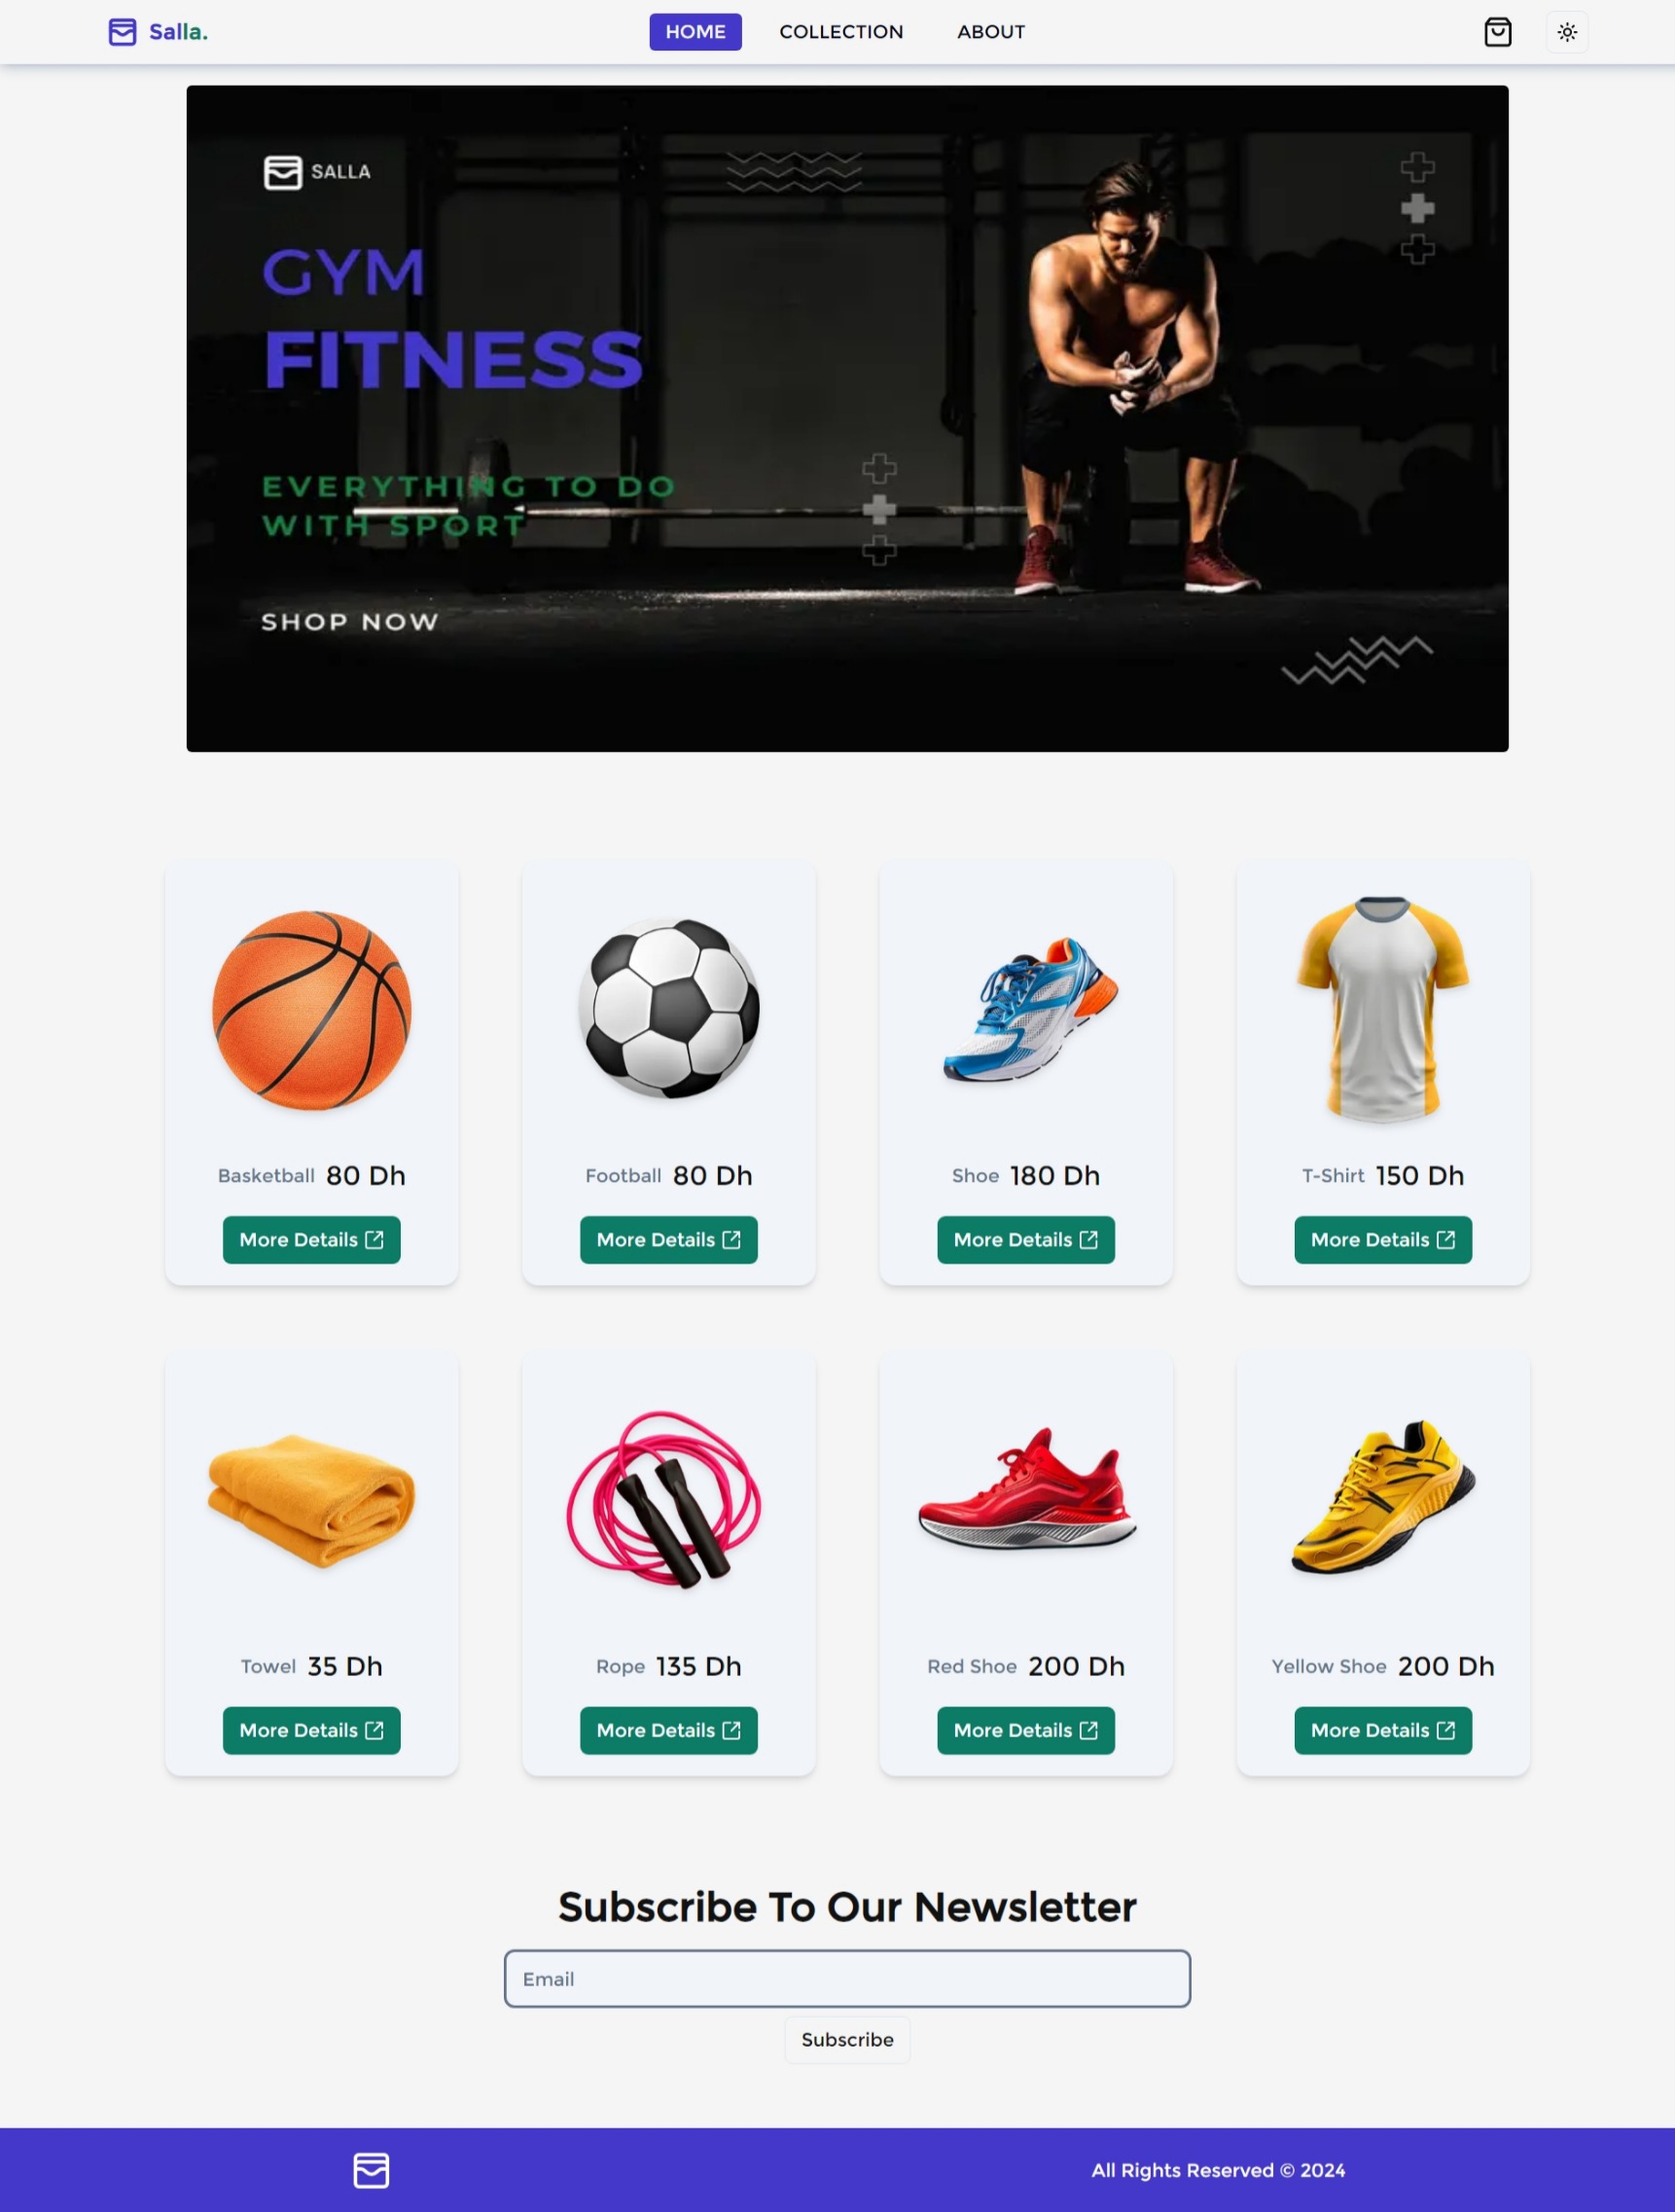 Salla.
HOME COLLECTION ABOUT
SALLA
GYM
FITNESS
EVERYTHING TO DO
WITH SPORT
SHOP NOW
Basketball 80 Dh
More Details
Football 80 Dh
More Details
Shoe 180 Dh
More Details
T-Shirt 150 Dh
More Details
Towel 35 Dh
More Details
Rope 135 Dh
More Details
Red Shoe 200 Dh
More Details
Yellow Shoe 200 Dh
More Details
Subscribe To Our Newsletter
Email
Subscribe
All Rights Reserved © 2024